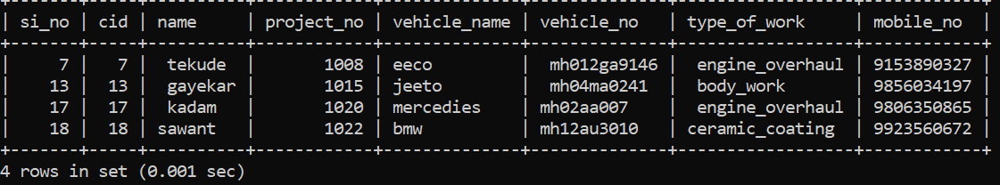 +-------+-----+----------+------------+--------------+--------------+-----------------+------------+
| si_no | cid | name     | project_no | vehicle_name | vehicle_no   | type_of_work    | mobile_no  |
+-------+-----+----------+------------+--------------+--------------+-----------------+------------+
|     7 |   7 |  tekude  |       1008 | eeco         |  mh012ga9146 |  engine_overhaul | 9153890327 |
|    13 |  13 |  gayekar |       1015 | jeeto        |  mh04ma0241  |  body_work      | 9856034197 |
|    17 |  17 |  kadam   |       1020 | mercedies    | mh02aa007    |  engine_overhaul | 9806350865 |
|    18 |  18 | sawant   |       1022 | bmw          | mh12au3010   | ceramic_coating | 9923560672 |
+-------+-----+----------+------------+--------------+--------------+-----------------+------------+
4 rows in set (0.001 sec)